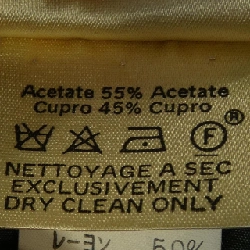 Acetate 55% Acetate
Cupro 45% Cupro
F ®
NETTOYAGE A SEC
EXCLUSIVEMENT
DRY CLEAN ONLY
レーヨン 50%